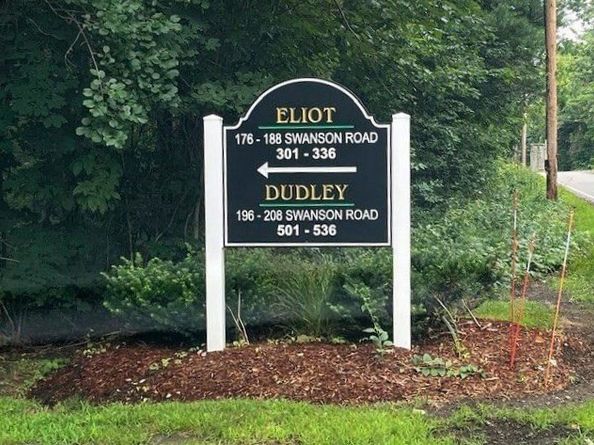 ELIOT
176 - 188 SWANSON ROAD
301 - 336
DUDLEY
196 - 208 SWANSON ROAD
501 - 536